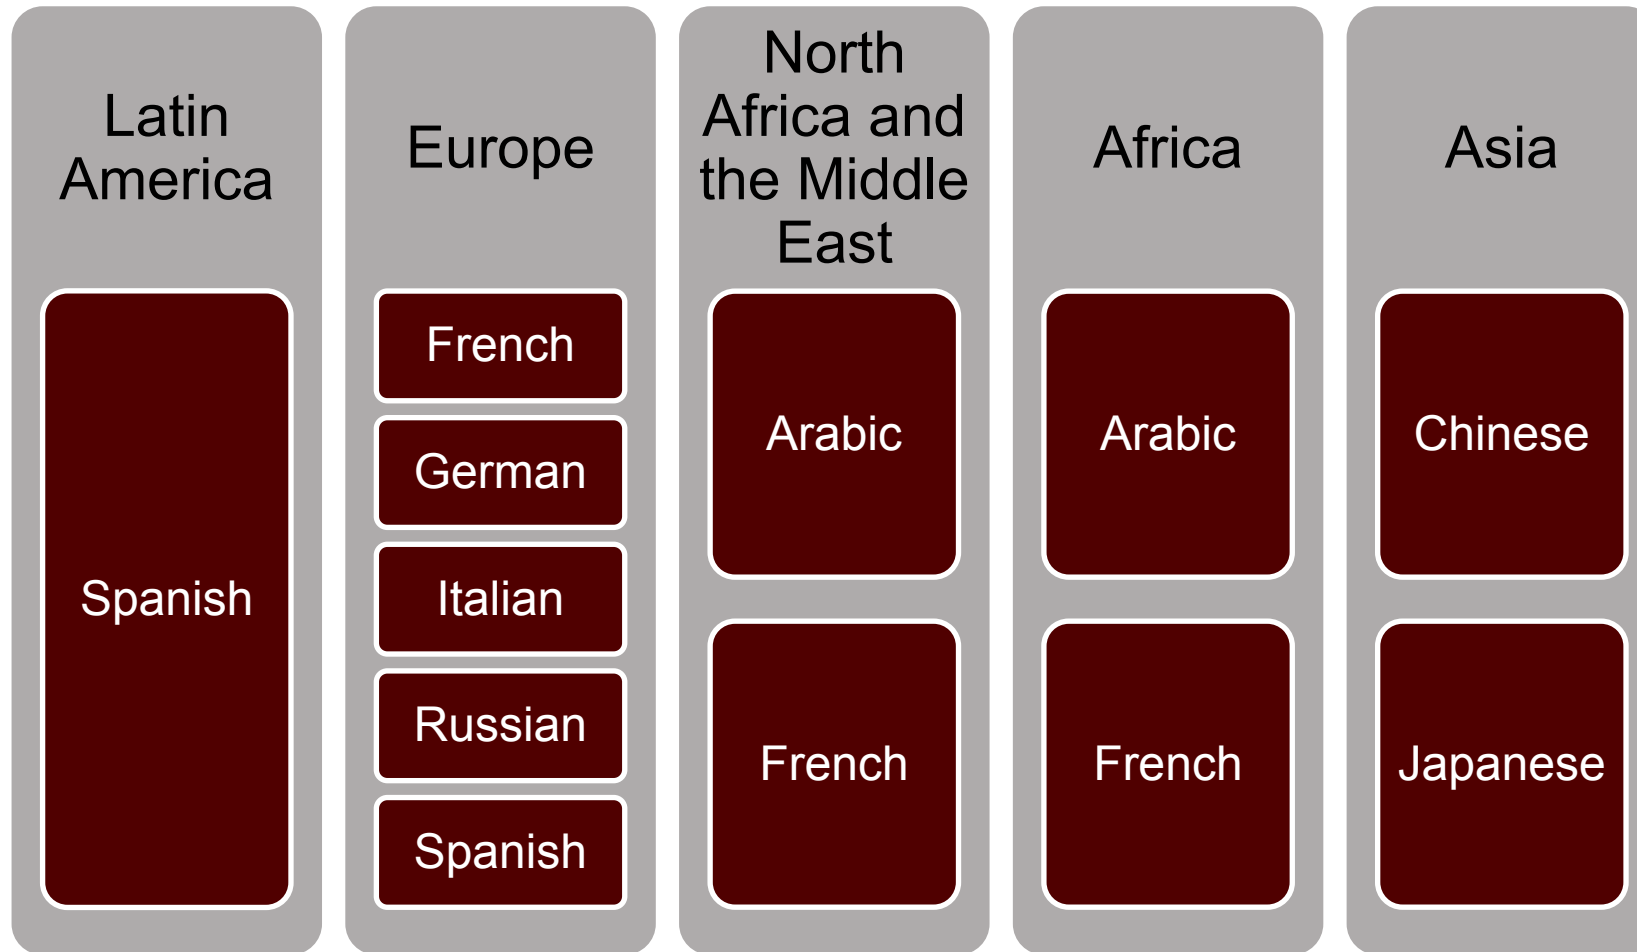 Latin
America
Spanish
Europe
French
German
Italian
Russian
Spanish
North
Africa and
the Middle
East
Arabic
French
Africa
Arabic
French
Asia
Chinese
Japanese